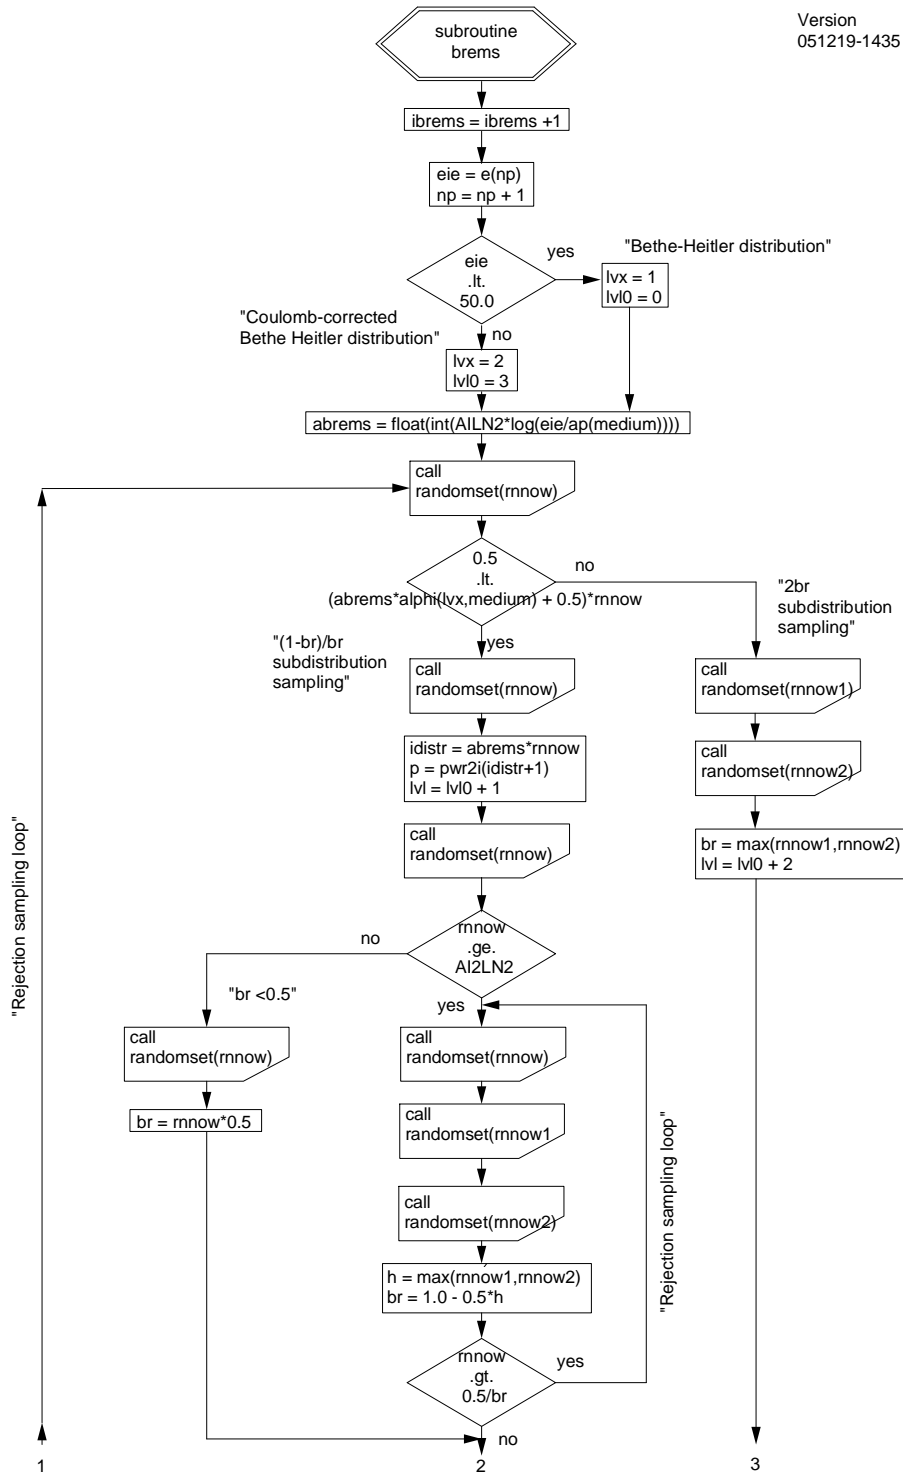 Version
051219-1435
subroutine
brems
ibrems = ibrems +1
eie = e(np)
np = np + 1
eie
.lt.
50.0
yes
"Bethe-Heitler distribution"
lvx = 1
lvl0 = 0
"Coulomb-corrected
Bethe Heitler distribution"
no
lvx = 2
lvl0 = 3
abrems = float(int(AILN2*log(eie/ap(medium))))
call
randomset(rnnow)
0.5
.lt.
(abrems*alphi(lvx,medium) + 0.5)*rnnow
no
"2br
subdistribution
sampling"
yes
"(1-br)/br
subdistribution
sampling"
call
randomset(rnnow)
call
randomset(rnnow1)
idistr = abrems*rnnow
p = pwr2i(idistr+1)
lvl = lvl0 + 1
call
randomset(rnnow2)
call
randomset(rnnow)
br = max(rnnow1,rnnow2)
lvl = lvl0 + 2
"Rejection sampling loop"
rnnow
.ge.
AI2LN2
no
"br <0.5"
yes
call
randomset(rnnow)
call
randomset(rnnow)
br = rnnow*0.5
call
randomset(rnnow1
call
randomset(rnnow2)
"Rejection sampling loop"
h = max(rnnow1,rnnow2)
br = 1.0 - 0.5*h
rnnow
.gt.
0.5/br
yes
no
1
2
3